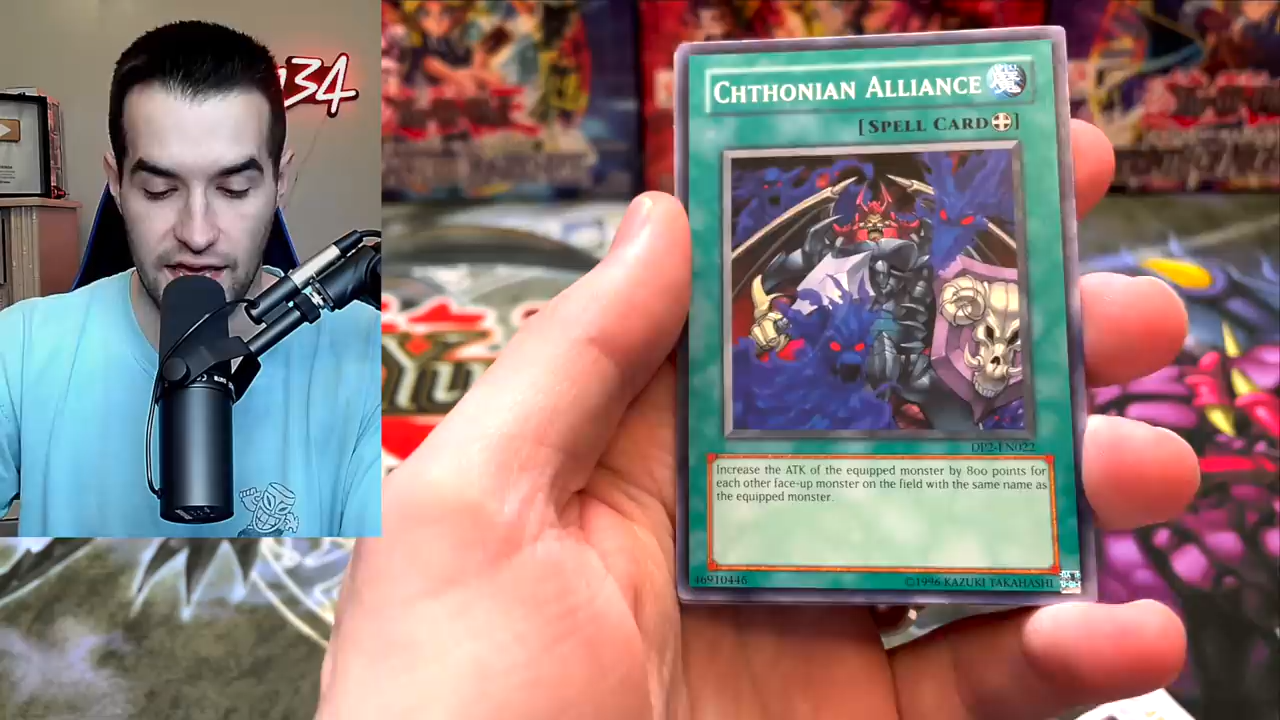 34
CHTHONIAN ALLIANCE
[SPELL CARD
DP2-EN022
Increase the ATK of the equipped monster by 800 points for
each other face-up monster on the field with the same name as
the equipped monster.
46910446
©1996 KAZUKI TAKAHASHI